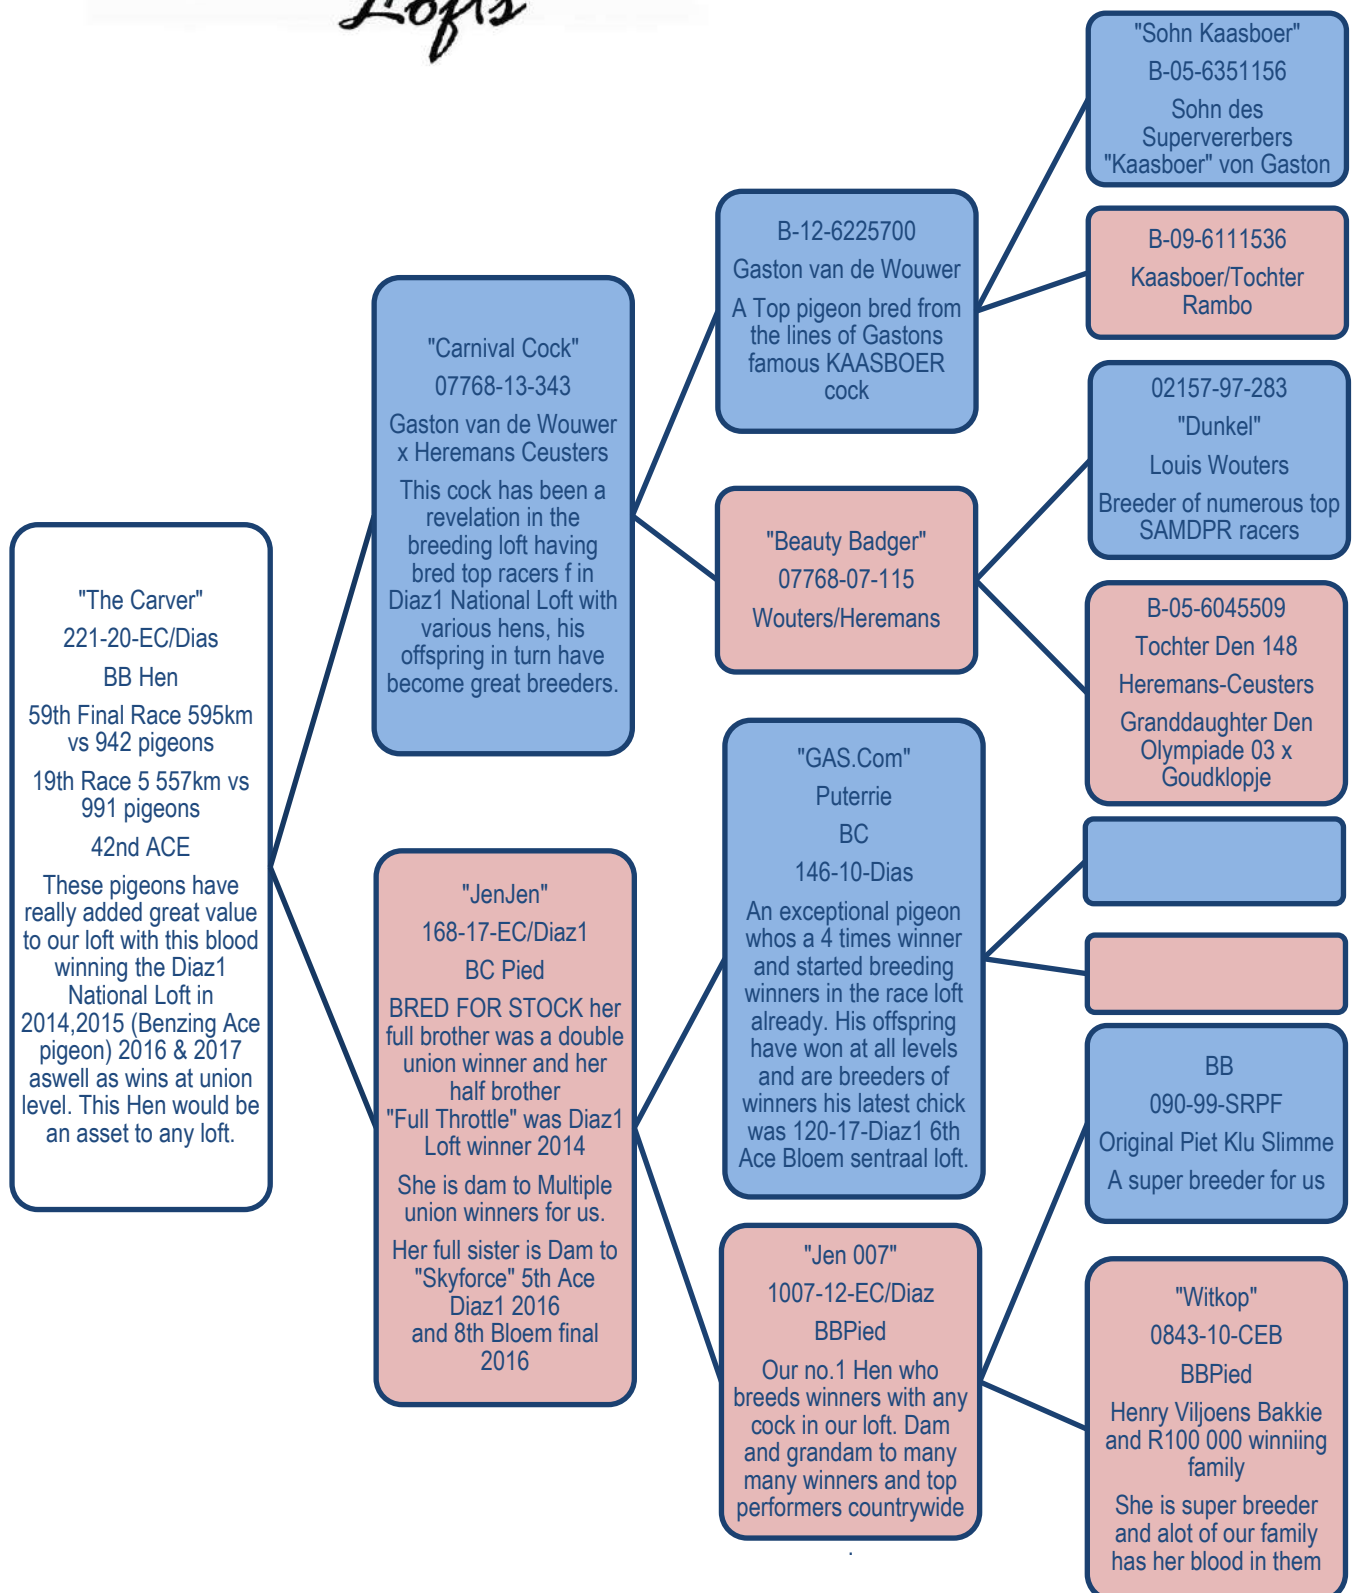 Lofts
"The Carver"
221-20-EC/Dias
BB Hen
59th Final Race 595km
vs 942 pigeons
19th Race 5 557km vs
991 pigeons
42nd ACE
These pigeons have
really added great value
to our loft with this blood
winning the Diaz1
National Loft in
2014,2015 (Benzing Ace
pigeon) 2016 & 2017
aswell as wins at union
level. This Hen would be
an asset to any loft.
"Carnival Cock"
07768-13-343
Gaston van de Wouwer
x Heremans Ceusters
This cock has been a
revelation in the
breeding loft having
bred top racers f in
Diaz1 National Loft with
various hens, his
offspring in turn have
become great breeders.
"JenJen"
168-17-EC/Diaz1
BC Pied
BRED FOR STOCK her
full brother was a double
union winner and her
half brother
"Full Throttle" was Diaz1
Loft winner 2014
She is dam to Multiple
union winners for us.
Her full sister is Dam to
"Skyforce" 5th Ace
Diaz1 2016
and 8th Bloem final
2016
B-12-6225700
Gaston van de Wouwer
A Top pigeon bred from
the lines of Gastons
famous KAASBOER
cock
"Beauty Badger"
07768-07-115
Wouters/Heremans
"GAS.Com"
Puterrie
BC
146-10-Dias
An exceptional pigeon
whos a 4 times winner
and started breeding
winners in the race loft
already. His offspring
have won at all levels
and are breeders of
winners his latest chick
was 120-17-Diaz1 6th
Ace Bloem sentraal loft.
"Jen 007"
1007-12-EC/Diaz
BBPied
Our no.1 Hen who
breeds winners with any
cock in our loft. Dam
and grandam to many
many winners and top
performers countrywide
.
"Sohn Kaasboer"
B-05-6351156
Sohn des
Supervererbers
"Kaasboer" von Gaston
B-09-6111536
Kaasboer/Tochter
Rambo
02157-97-283
"Dunkel"
Louis Wouters
Breeder of numerous top
SAMDPR racers
B-05-6045509
Tochter Den 148
Heremans-Ceusters
Granddaughter Den
Olympiade 03 x
Goudklopje
BB
090-99-SRPF
Original Piet Klu Slimme
A super breeder for us
"Witkop"
0843-10-CEB
BBPied
Henry Viljoens Bakkie
and R100 000 winniing
family
She is super breeder
and alot of our family
has her blood in them